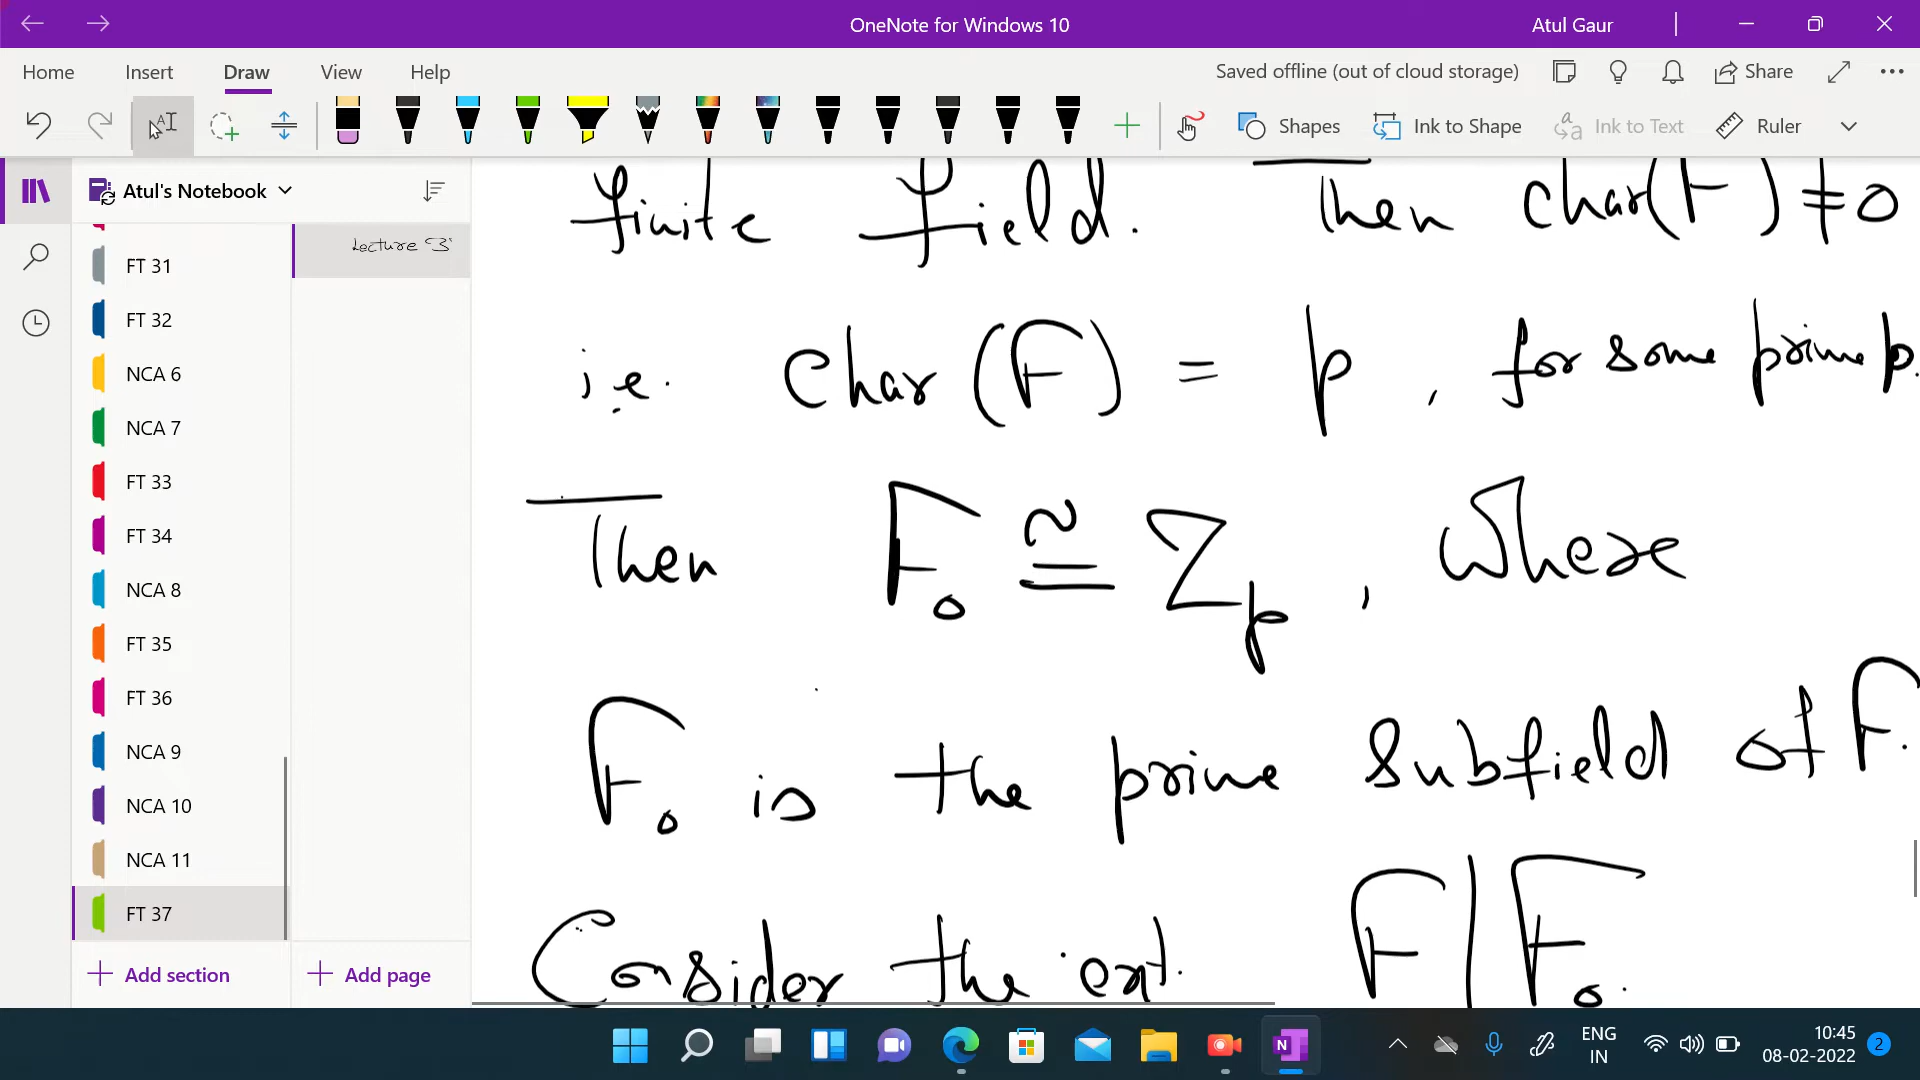 OneNote for Windows 10
Atul Gaur
Home Insert Draw View Help
Saved offline (out of cloud storage)
Share
Shapes
Ink to Shape
Ink to Text
Ruler
Atul's Notebook
FT 31
FT 32
NCA 6
NCA 7
FT 33
FT 34
NCA 8
FT 35
FT 36
NCA 9
NCA 10
NCA 11
FT 37
Add section
Lecture 3
Add page
finite field. Then char(F) ≠ 0
i.e. char(F) = p, for some prime p.
Then F₀ ≅ Zₚ, where
F₀ is the prime subfield of F.
Consider the ext. F|F₀.
ENG
IN
10:45
08-02-2022
2